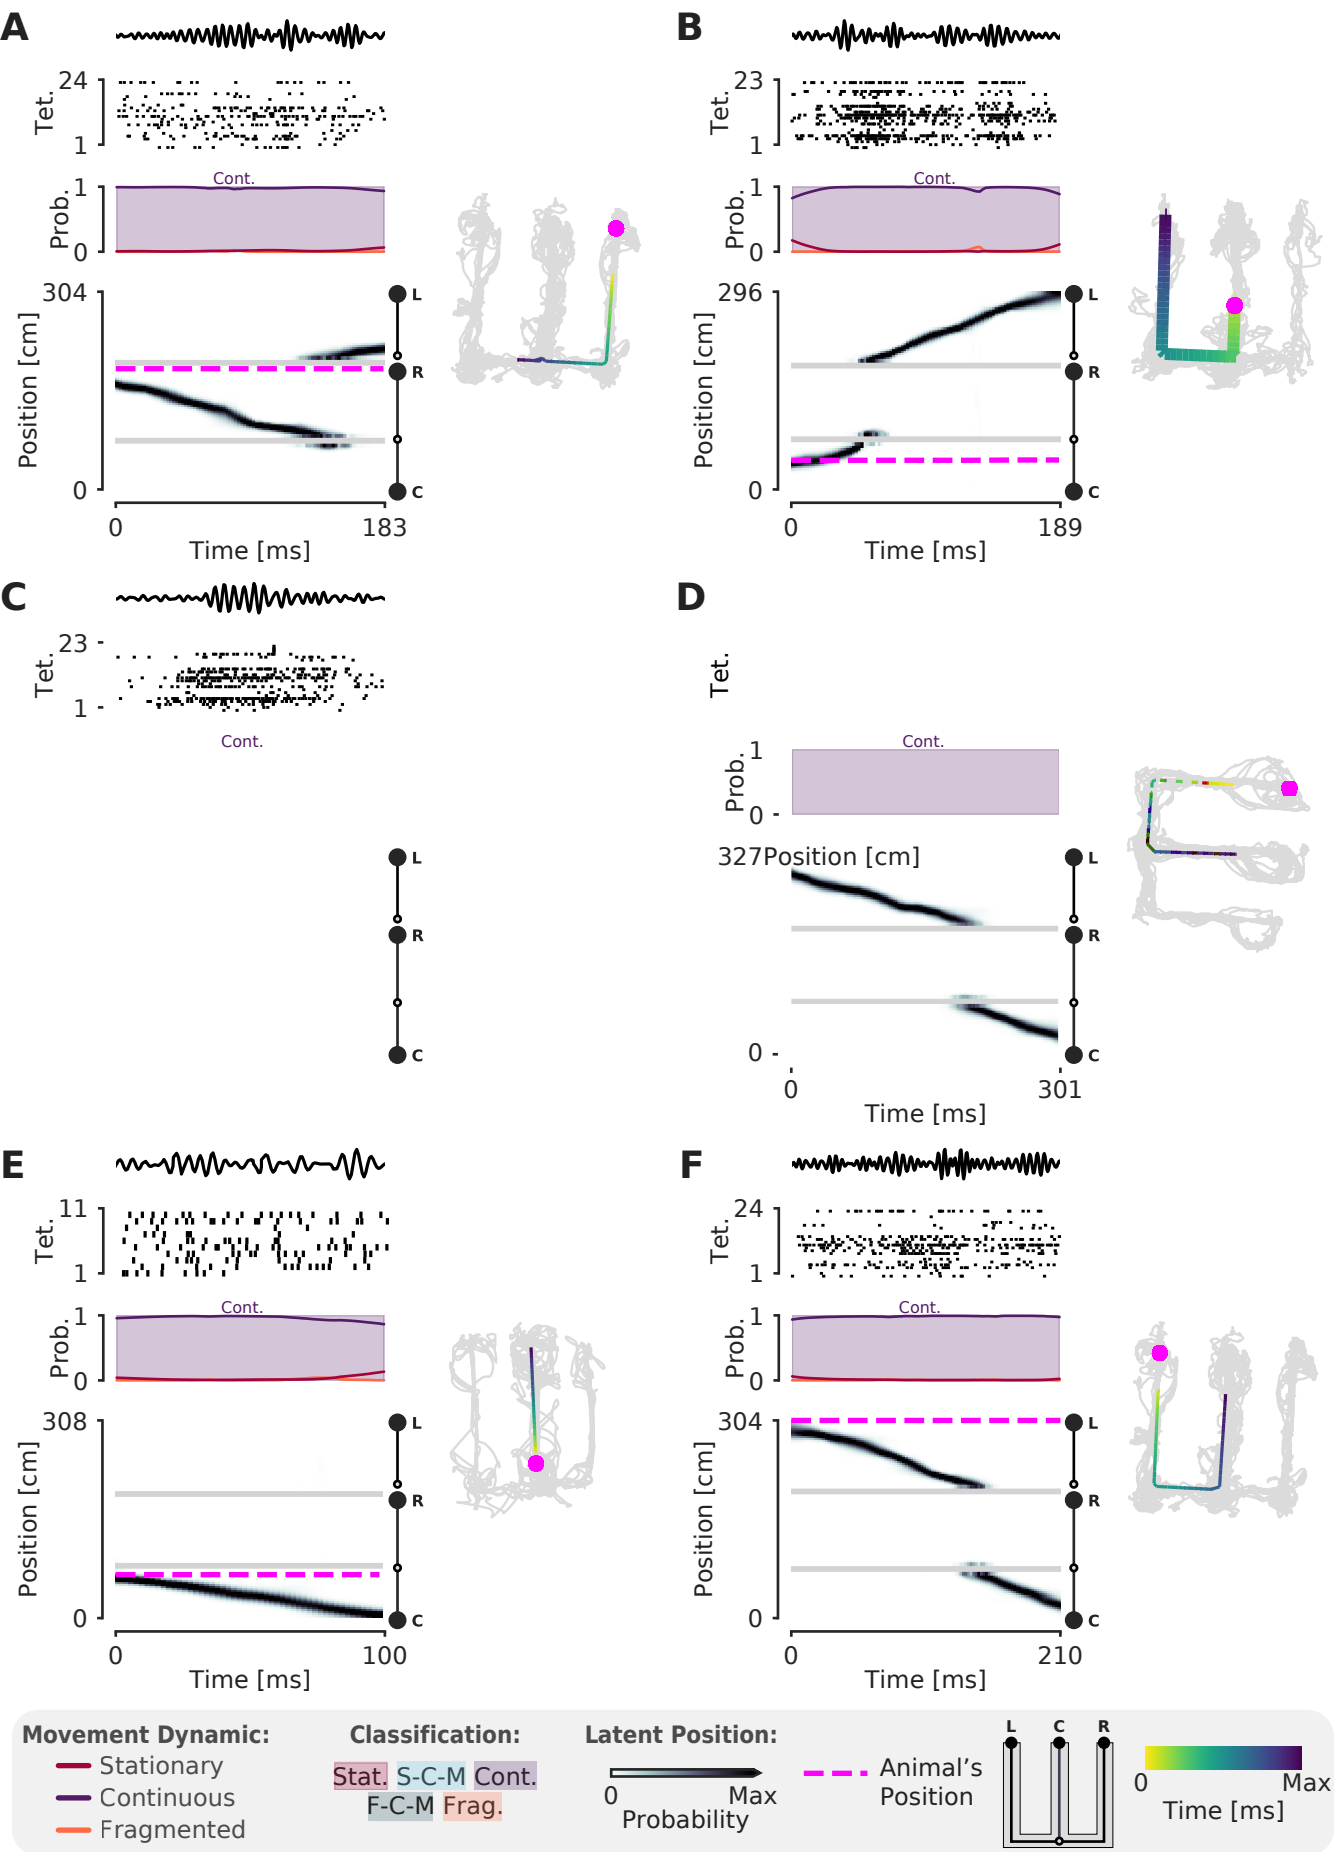 A
24
Tet.
1
Cont.
1
Prob.
0
304
Position [cm]
0
L
R
C
0
183
Time [ms]
B
23
Tet.
1
Cont.
1
Prob.
0
296
Position [cm]
0
L
R
C
0
189
Time [ms]
C
23
Tet.
1
Cont.
L
R
C
D
Tet.
Cont.
1
Prob.
0
327Position [cm]
0
L
R
C
0
301
Time [ms]
E
11
Tet.
1
Cont.
1
Prob.
0
308
Position [cm]
0
L
R
C
0
100
Time [ms]
F
24
Tet.
1
Cont.
1
Prob.
0
304
Position [cm]
0
L
R
C
0
210
Time [ms]
Movement Dynamic:
Stationary
Continuous
Fragmented
Classification:
Stat. S-C-M Cont.
F-C-M Frag.
Latent Position:
0 Max
Probability
Animal's
Position
L C R
0 Max
Time [ms]